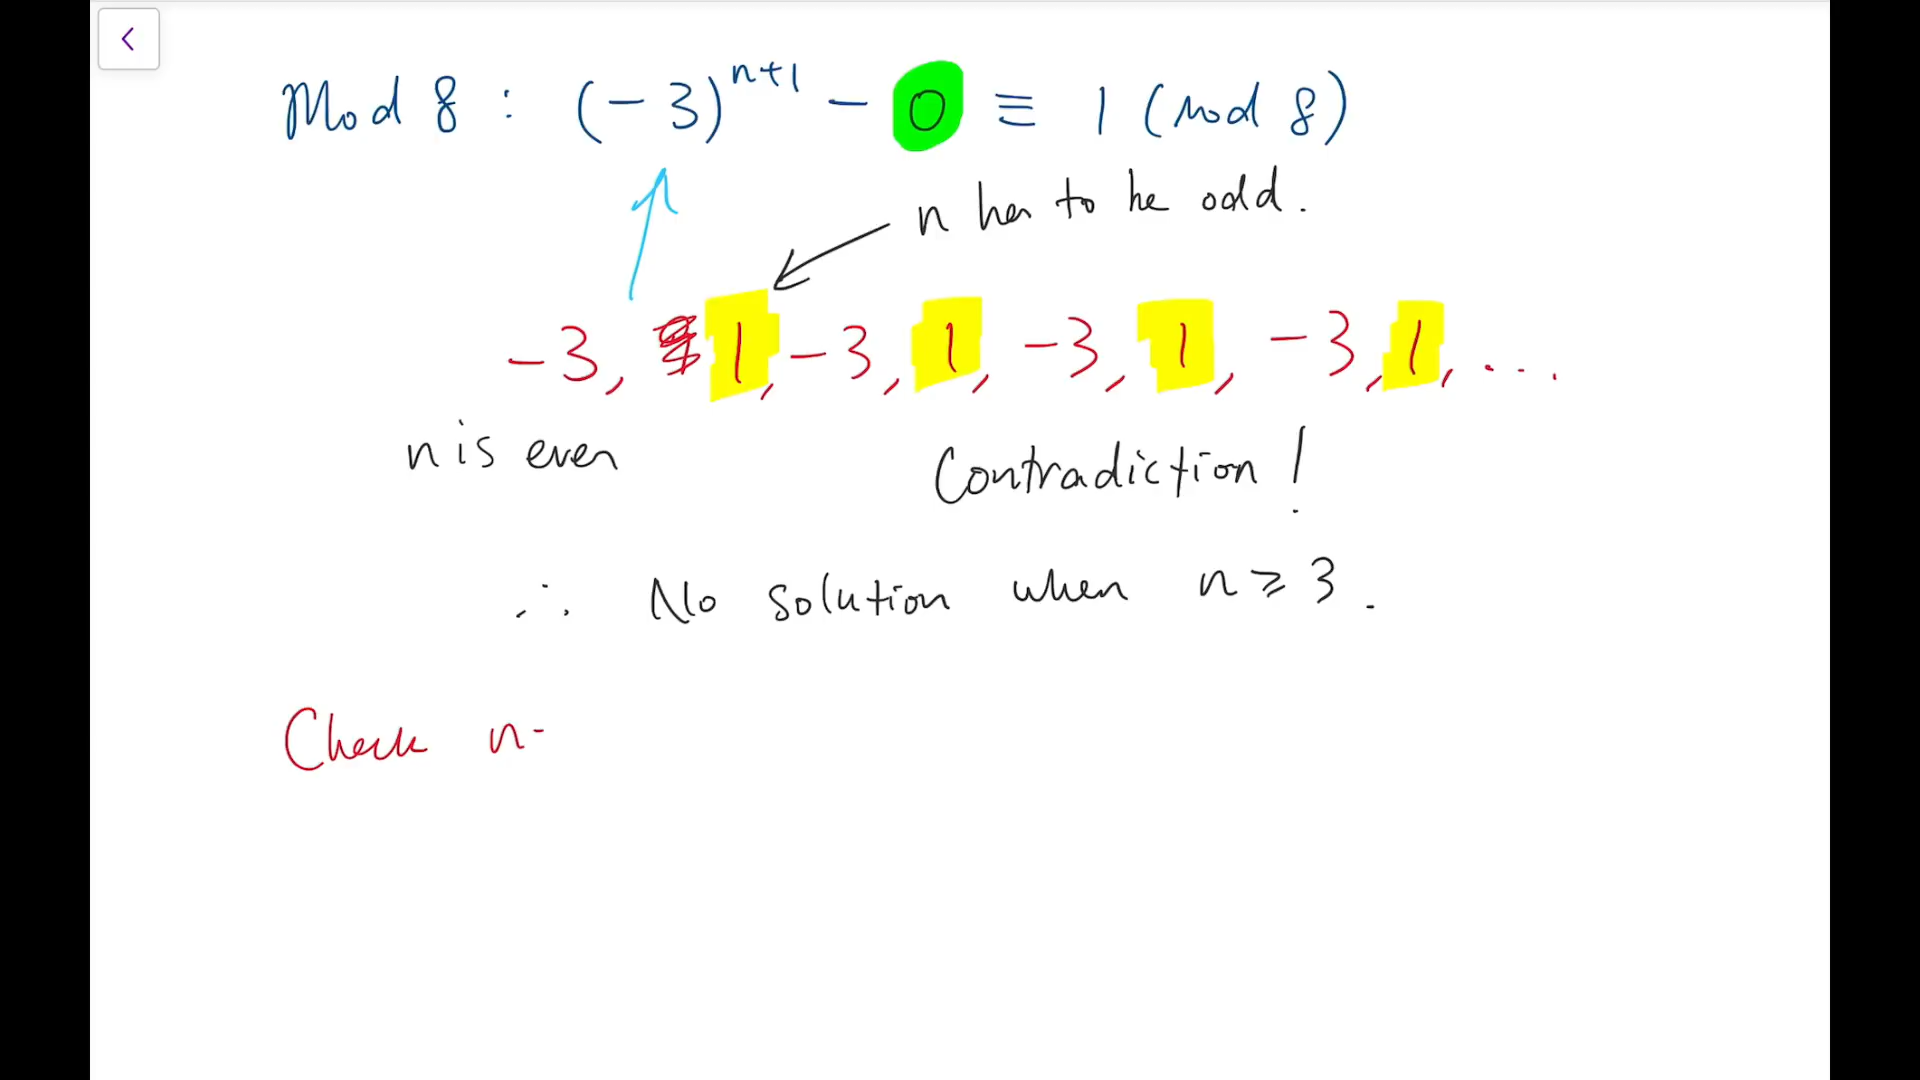 Mod 8 : (-3)^{n+1} - 0 ≡ 1 (mod 8)
n has to be odd.
-3, 1, -3, 1, -3, 1, -3, 1, ...
n is even
Contradiction!
∴ No solution when n ⩾ 3.
Check n-